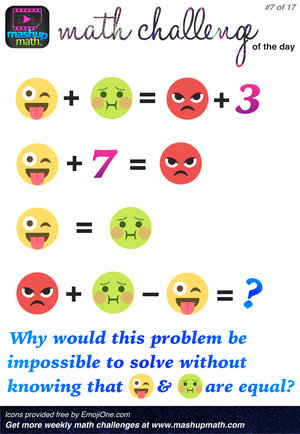 #7 of 17
mashup
math.
math challenge
of the day
+ = + 3
+ 7 =
=
+ − = ?
Why would this problem be
impossible to solve without
knowing that & are equal?
Icons provided free by EmojiOne.com
Get more weekly math challenges at www.mashupmath.com